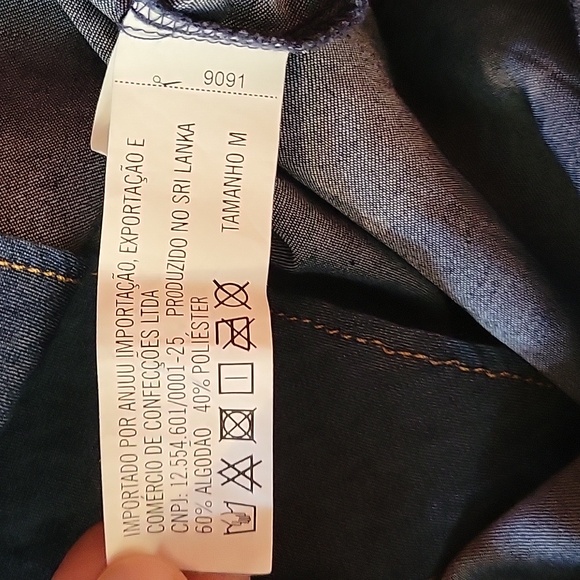 9091
IMPORTADO POR ANJUU IMPORTAÇÃO, EXPORTAÇÃO E
COMÉRCIO DE CONFECÇÕES LTDA
CNPJ: 12.554.601/0001-25 PRODUZIDO NO SRI LANKA
60% ALGODÃO 40% POLIÉSTER
TAMANHO M